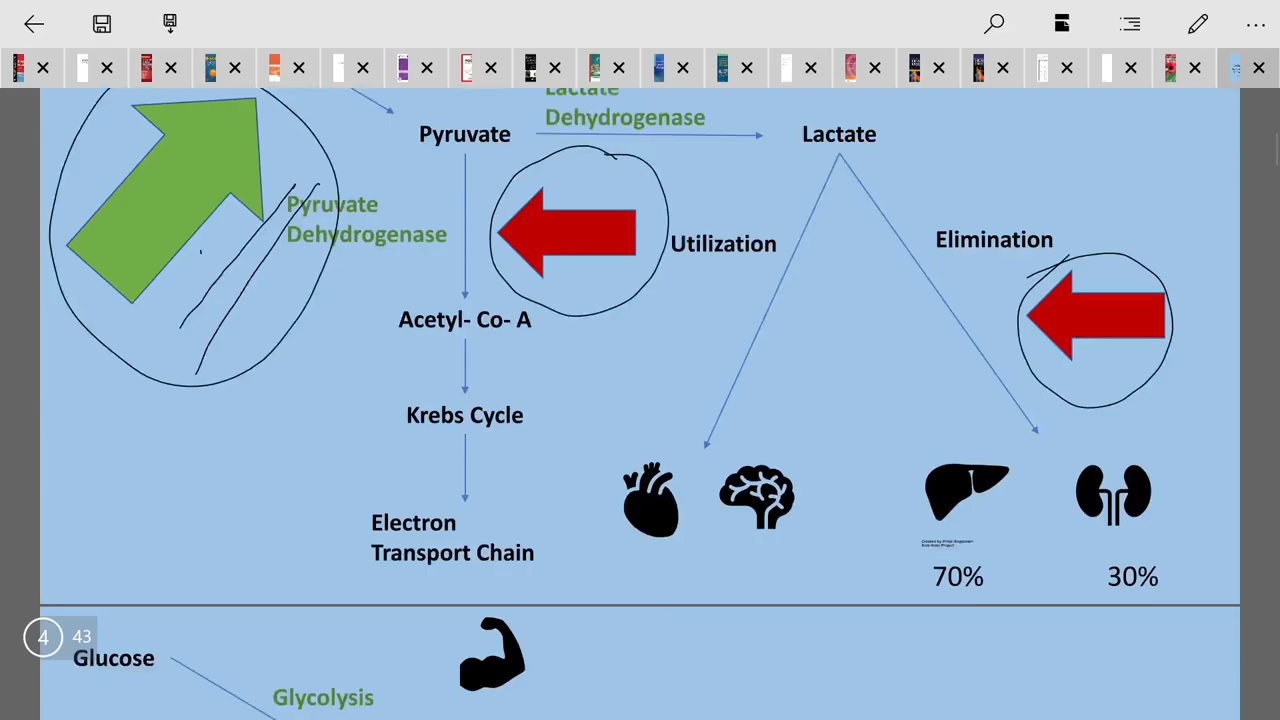 Lactate
Dehydrogenase
Pyruvate
Lactate
Pyruvate
Dehydrogenase
Utilization
Elimination
Acetyl- Co- A
Krebs Cycle
Electron
Transport Chain
70%
30%
4 43
Glucose
Glycolysis